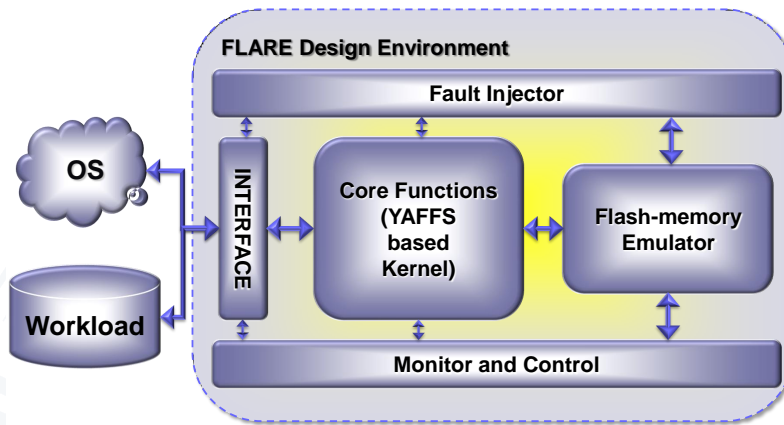 FLARE Design Environment
Fault Injector
OS
INTERFACE
Core Functions
(YAFFS
based
Kernel)
Flash-memory
Emulator
Workload
Monitor and Control